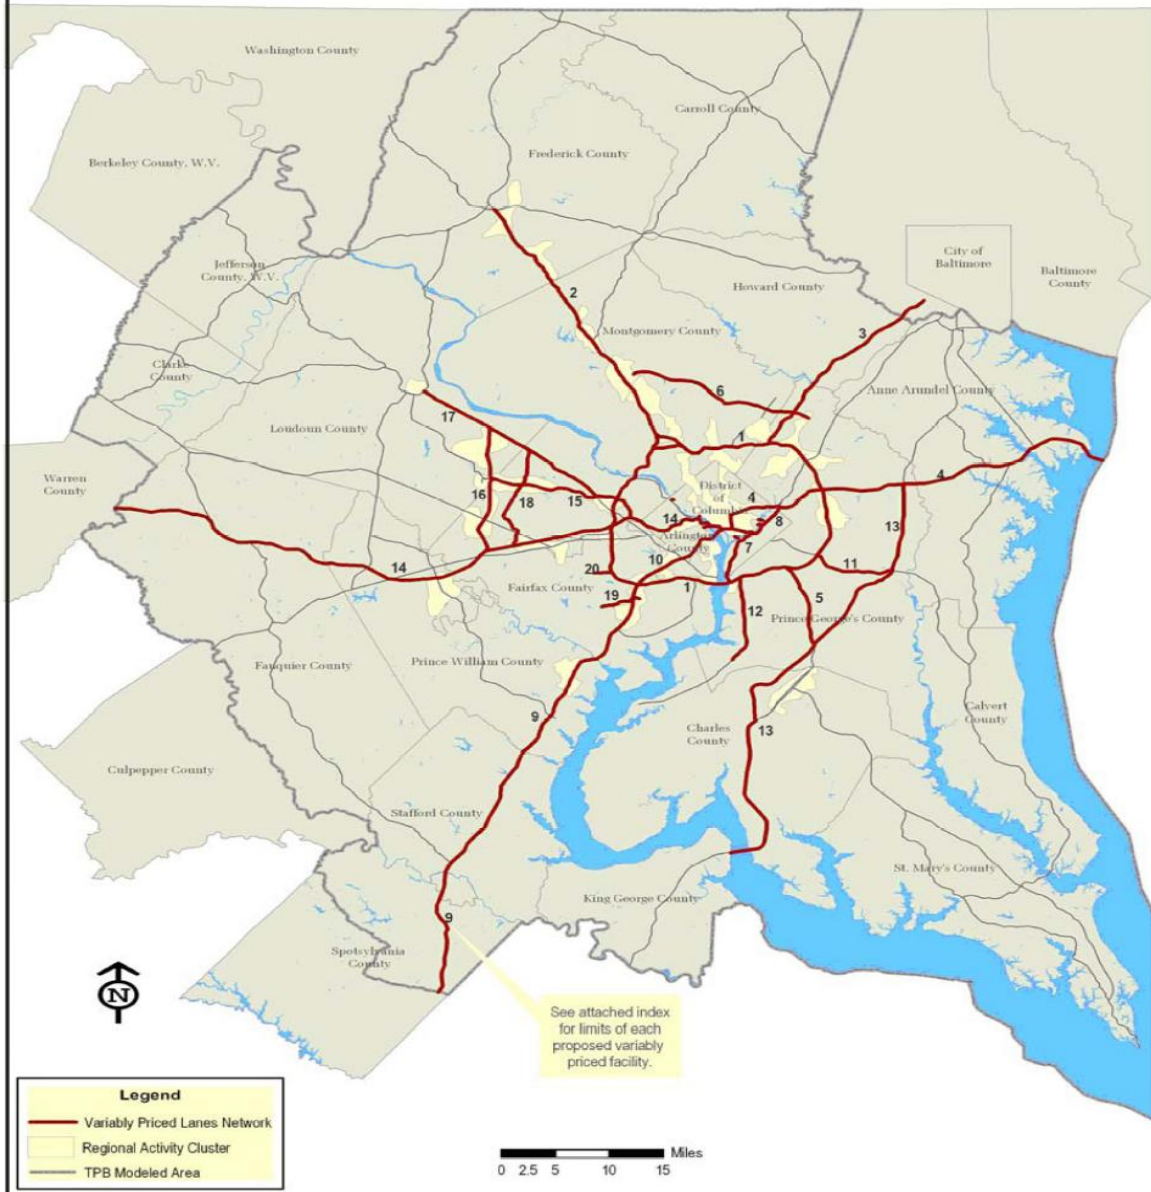 Washington County
Carroll County
Frederick County
Berkeley County, W.V.
City of
Baltimore
Jefferson
County, W.V.
Baltimore
County
Howard County
2
Montgomery County
3
Clarke
County
6
Anne Arundel County
17
Loudoun County
1
4
Warren
County
District
of
Columbia
16
18
15
4
14
8
13
Arlington
County
7
10
11
14
20
Fairfax County
1
5
19
12
Prince George's County
Prince William County
Fauquier County
9
Calvert
County
Charles
County
13
Culpepper County
Stafford County
St. Mary's County
King George County
9
Spotsylvania
County
N
See attached index
for limits of each
proposed variably
priced facility.
Legend
Variably Priced Lanes Network
Regional Activity Cluster
TPB Modeled Area
Miles
0 2.5 5 10 15